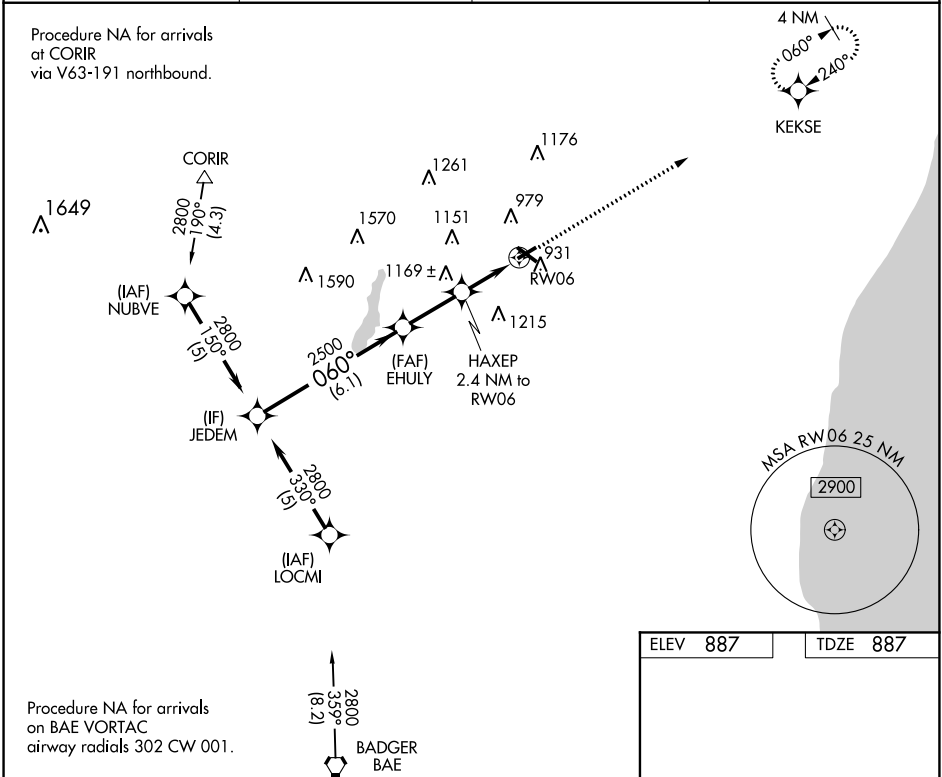 Procedure NA for arrivals
at CORIR
via V63-191 northbound.
4 NM
060°
240°
KEKSE
CORIR
2800
190°
(4.3)
1649
1261
1176
979
1570
1151
931
1590
1169 ±
RW06
1215
(IAF)
NUBVE
2800
150°
(5)
2500
060°
(6.1)
(FAF)
EHULY
HAXEP
2.4 NM to
RW06
(IF)
JEDEM
2800
330°
(5)
(IAF)
LOCMI
MSA RW06 25 NM
2900
ELEV 887
TDZE 887
2800
359°
(8.2)
BADGER
BAE
Procedure NA for arrivals
on BAE VORTAC
airway radials 302 CW 001.